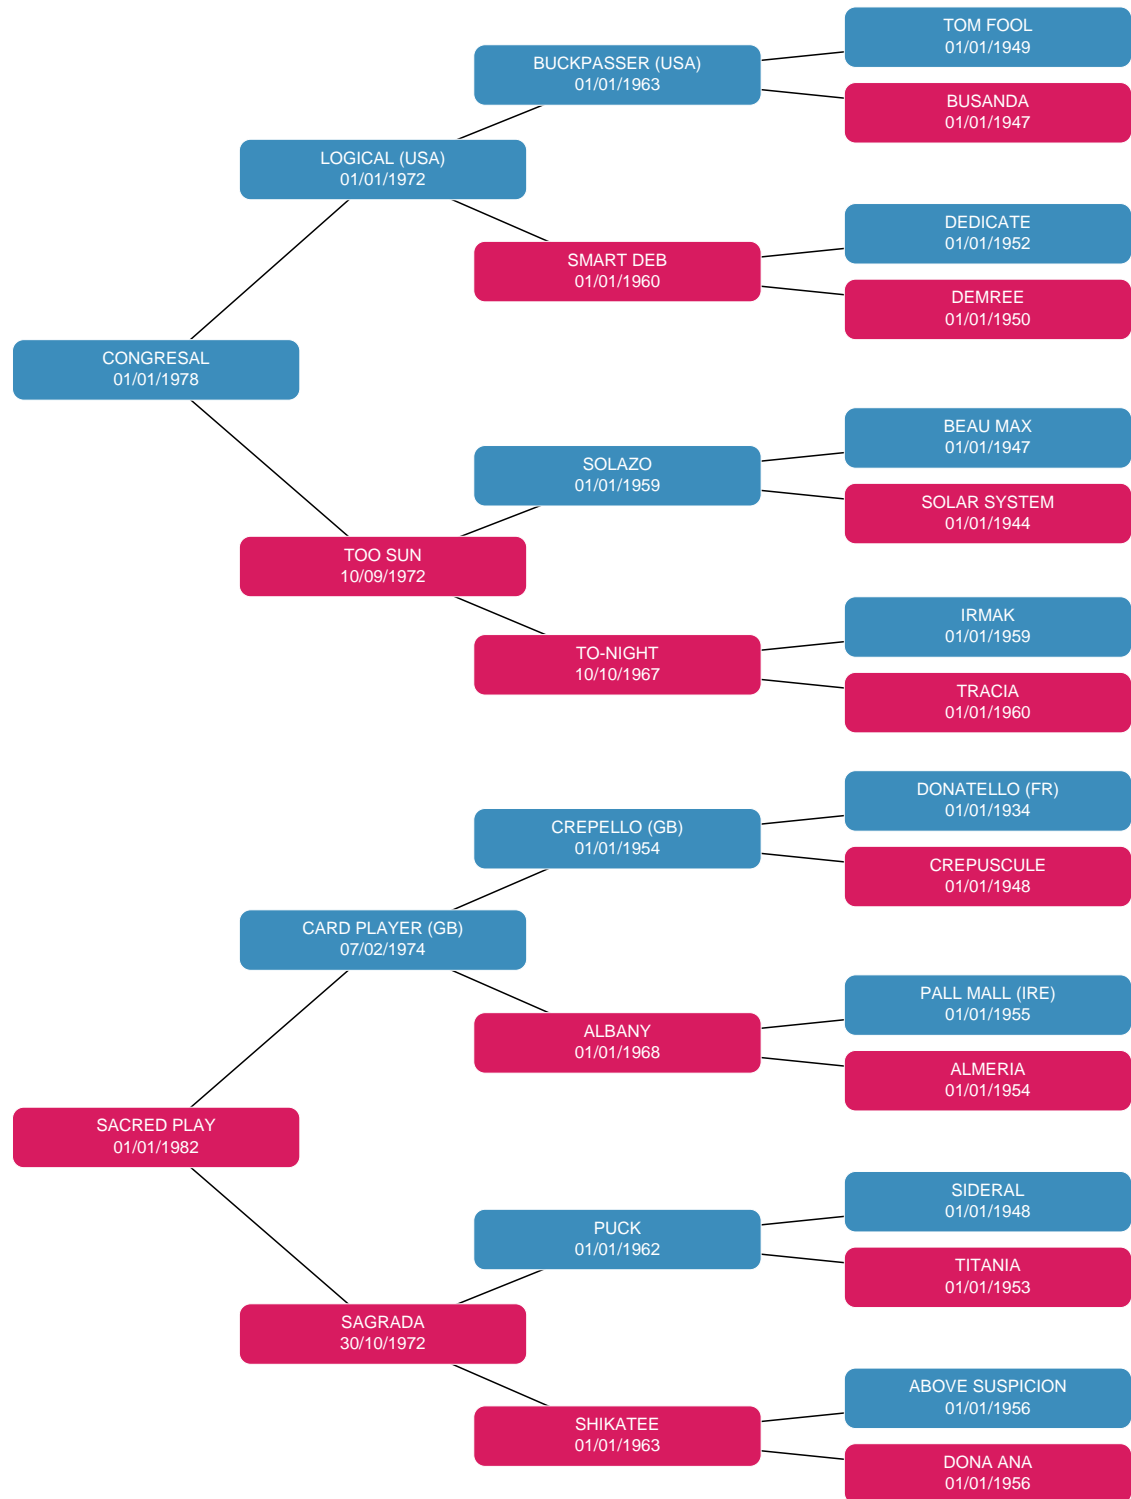 TOM FOOL
01/01/1949
BUCKPASSER (USA)
01/01/1963
BUSANDA
01/01/1947
LOGICAL (USA)
01/01/1972
DEDICATE
01/01/1952
SMART DEB
01/01/1960
DEMREE
01/01/1950
CONGRESAL
01/01/1978
BEAU MAX
01/01/1947
SOLAZO
01/01/1959
SOLAR SYSTEM
01/01/1944
TOO SUN
10/09/1972
IRMAK
01/01/1959
TO-NIGHT
10/10/1967
TRACIA
01/01/1960
DONATELLO (FR)
01/01/1934
CREPELLO (GB)
01/01/1954
CREPUSCULE
01/01/1948
CARD PLAYER (GB)
07/02/1974
PALL MALL (IRE)
01/01/1955
ALBANY
01/01/1968
ALMERIA
01/01/1954
SACRED PLAY
01/01/1982
SIDERAL
01/01/1948
PUCK
01/01/1962
TITANIA
01/01/1953
SAGRADA
30/10/1972
ABOVE SUSPICION
01/01/1956
SHIKATEE
01/01/1963
DONA ANA
01/01/1956